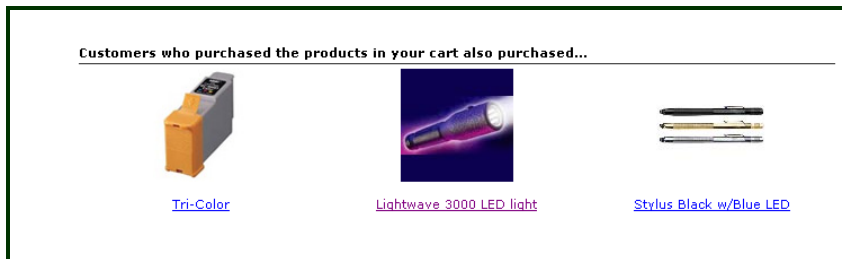 Customers who purchased the products in your cart also purchased...
Tri-Color
Lightwave 3000 LED light
Stylus Black w/Blue LED